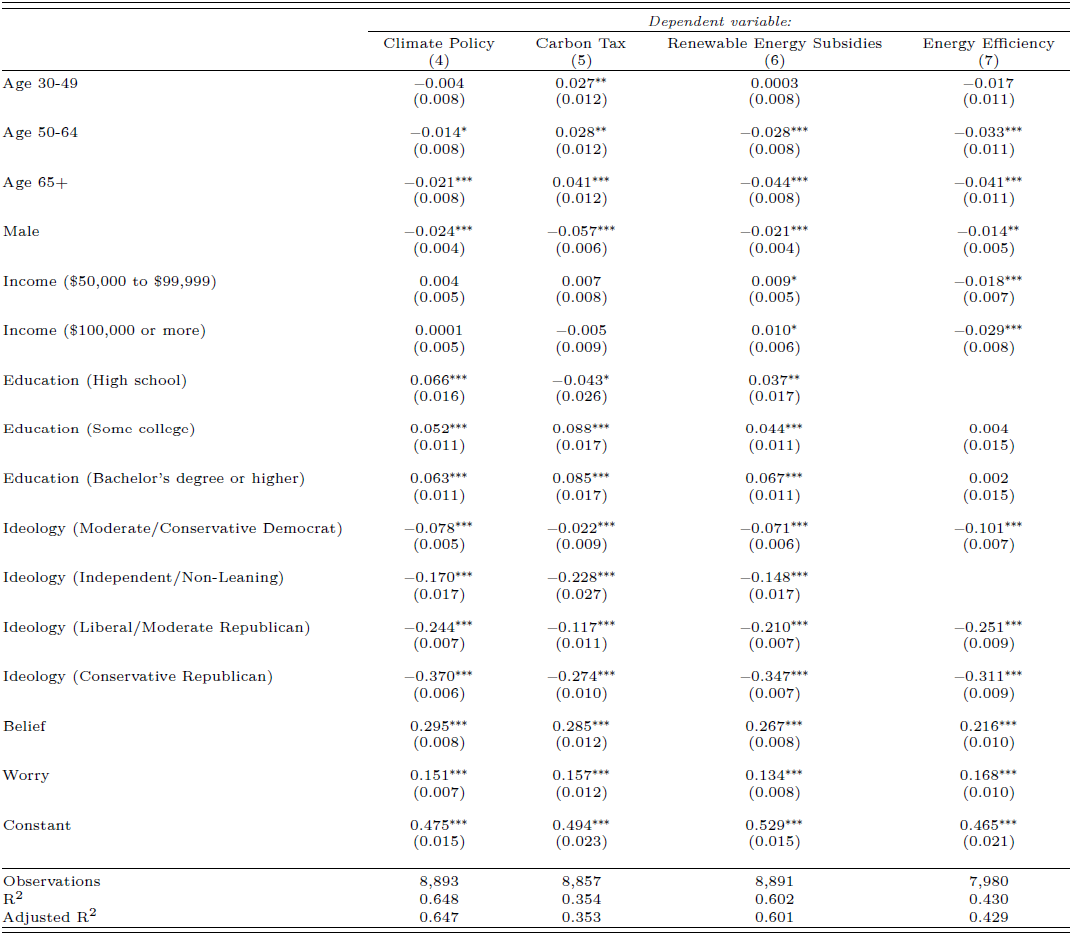 Dependent variable:
Climate Policy Carbon Tax Renewable Energy Subsidies Energy Efficiency
(4) (5) (6) (7)
Age 30-49 −0.004 0.027** 0.0003 −0.017
(0.008) (0.012) (0.008) (0.011)
Age 50-64 −0.014* 0.028** −0.028*** −0.033***
(0.008) (0.012) (0.008) (0.011)
Age 65+ −0.021*** 0.041*** −0.044*** −0.041***
(0.008) (0.012) (0.008) (0.011)
Male −0.024*** −0.057*** −0.021*** −0.014**
(0.004) (0.006) (0.004) (0.005)
Income ($50,000 to $99,999) 0.004 0.007 0.009* −0.018***
(0.005) (0.008) (0.005) (0.007)
Income ($100,000 or more) 0.0001 −0.005 0.010* −0.029***
(0.005) (0.009) (0.006) (0.008)
Education (High school) 0.066*** −0.043* 0.037**
(0.016) (0.026) (0.017)
Education (Some college) 0.052*** 0.088*** 0.044*** 0.004
(0.011) (0.017) (0.011) (0.015)
Education (Bachelor's degree or higher) 0.063*** 0.085*** 0.067*** 0.002
(0.011) (0.017) (0.011) (0.015)
Ideology (Moderate/Conservative Democrat) −0.078*** −0.022*** −0.071*** −0.101***
(0.005) (0.009) (0.006) (0.007)
Ideology (Independent/Non-Leaning) −0.170*** −0.228*** −0.148***
(0.017) (0.027) (0.017)
Ideology (Liberal/Moderate Republican) −0.244*** −0.117*** −0.210*** −0.251***
(0.007) (0.011) (0.007) (0.009)
Ideology (Conservative Republican) −0.370*** −0.274*** −0.347*** −0.311***
(0.006) (0.010) (0.007) (0.009)
Belief 0.295*** 0.285*** 0.267*** 0.216***
(0.008) (0.012) (0.008) (0.010)
Worry 0.151*** 0.157*** 0.134*** 0.168***
(0.007) (0.012) (0.008) (0.010)
Constant 0.475*** 0.494*** 0.529*** 0.465***
(0.015) (0.023) (0.015) (0.021)
Observations 8,893 8,857 8,891 7,980
R² 0.648 0.354 0.602 0.430
Adjusted R² 0.647 0.353 0.601 0.429